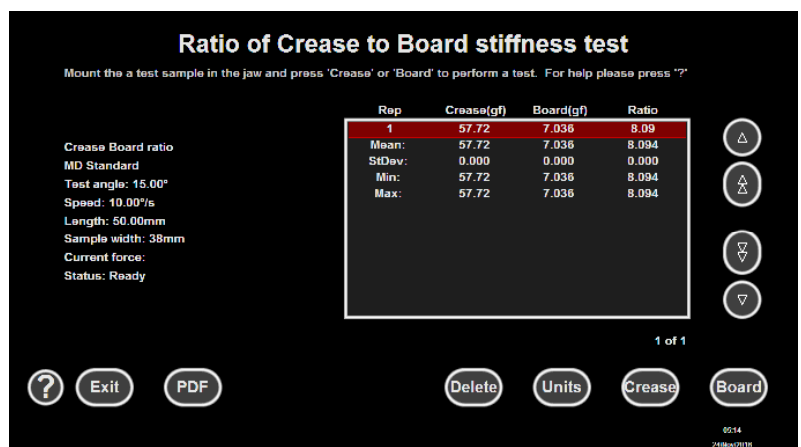 Ratio of Crease to Board stiffness test
Mount the a test sample in the jaw and press 'Crease' or 'Board' to perform a test. For help please press '?'
Rep Crease(gf) Board(gf) Ratio
1 57.72 7.036 8.09
Mean: 57.72 7.036 8.094
StDev: 0.000 0.000 0.000
Min: 57.72 7.036 8.094
Max: 57.72 7.036 8.094
Crease Board ratio
MD Standard
Test angle: 15.00°
Speed: 10.00°/s
Length: 50.00mm
Sample width: 38mm
Current force:
Status: Ready
1 of 1
? Exit PDF Delete Units Crease Board
05:14